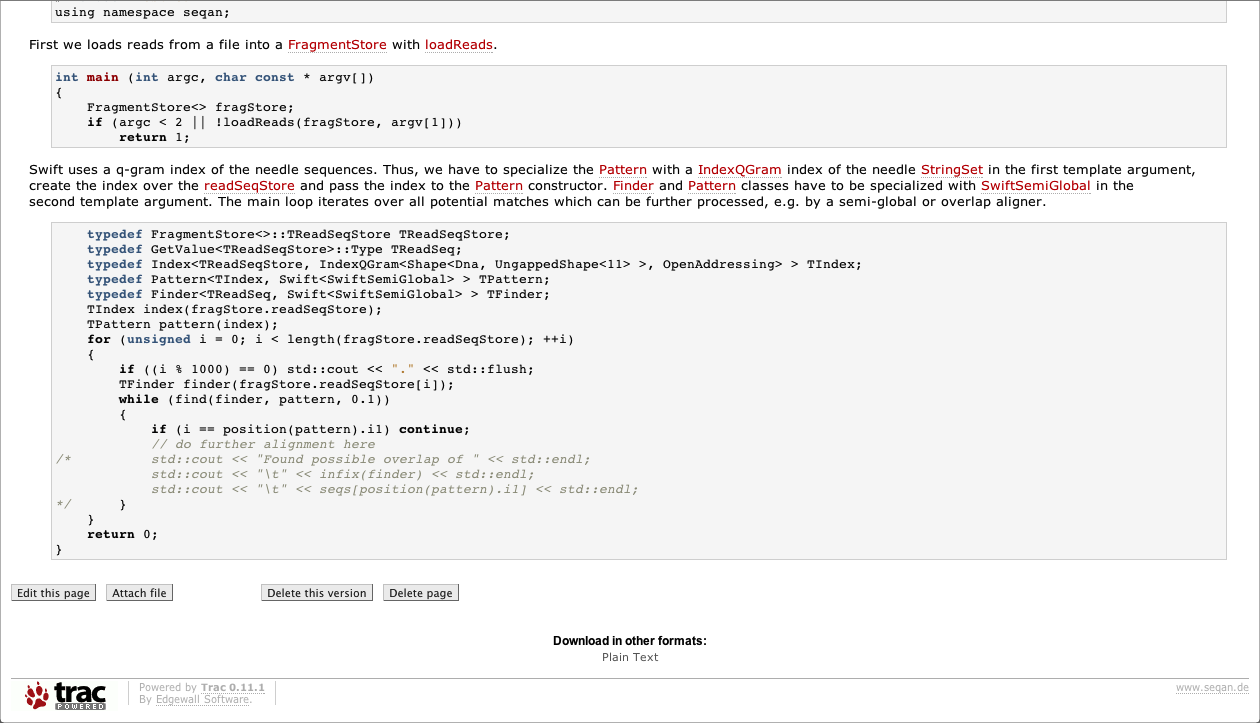 using namespace seqan;
First we loads reads from a file into a FragmentStore with loadReads.
int main (int argc, char const * argv[])
{
    FragmentStore<> fragStore;
    if (argc < 2 || !loadReads(fragStore, argv[1]))
        return 1;
Swift uses a q-gram index of the needle sequences. Thus, we have to specialize the Pattern with a IndexQGram index of the needle StringSet in the first template argument,
create the index over the readSeqStore and pass the index to the Pattern constructor. Finder and Pattern classes have to be specialized with SwiftSemiGlobal in the
second template argument. The main loop iterates over all potential matches which can be further processed, e.g. by a semi-global or overlap aligner.
    typedef FragmentStore<>::TReadSeqStore TReadSeqStore;
    typedef GetValue<TReadSeqStore>::Type TReadSeq;
    typedef Index<TReadSeqStore, IndexQGram<Shape<Dna, UngappedShape<11> >, OpenAddressing> > TIndex;
    typedef Pattern<TIndex, Swift<SwiftSemiGlobal> > TPattern;
    typedef Finder<TReadSeq, Swift<SwiftSemiGlobal> > TFinder;
    TIndex index(fragStore.readSeqStore);
    TPattern pattern(index);
    for (unsigned i = 0; i < length(fragStore.readSeqStore); ++i)
    {
        if ((i % 1000) == 0) std::cout << "." << std::flush;
        TFinder finder(fragStore.readSeqStore[i]);
        while (find(finder, pattern, 0.1))
        {
            if (i == position(pattern).i1) continue;
            // do further alignment here
/*          std::cout << "Found possible overlap of " << std::endl;
            std::cout << "\t" << infix(finder) << std::endl;
            std::cout << "\t" << seqs[position(pattern).i1] << std::endl;
*/      }
    }
    return 0;
}
Edit this page Attach file Delete this version Delete page
Download in other formats:
Plain Text
trac
POWERED
Powered by Trac 0.11.1
By Edgewall Software.
www.seqan.de